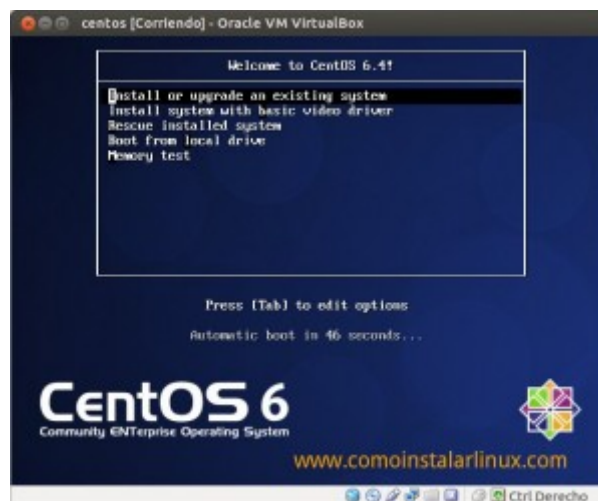 centos [Corriendo] - Oracle VM VirtualBox
Welcome to CentOS 6.4!
Install or upgrade an existing system
Install system with basic video driver
Rescue installed system
Boot from local drive
Memory test
Press [Tab] to edit options
Automatic boot in 46 seconds...
CentOS 6
Community ENTerprise Operating System
www.comoinstalarlinux.com
Ctrl Derecho